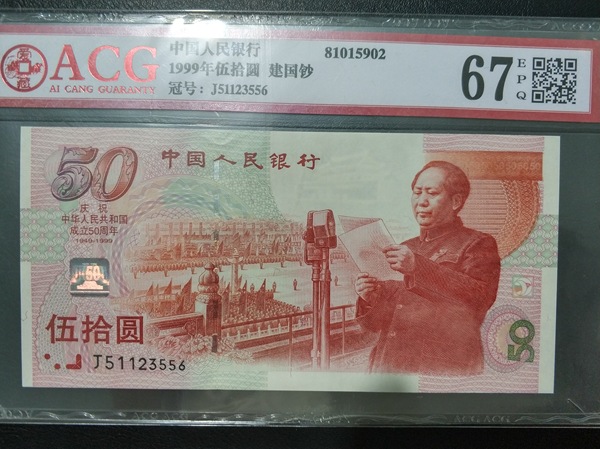 ACG
AI CANG GUARANTY
中国人民银行
1999年伍拾圆 建国钞
冠号: J51123556
81015902
67
EPQ
50
中国人民银行
庆祝
中华人民共和国
成立50周年
1949-1999
50
伍拾圆
J51123556
50